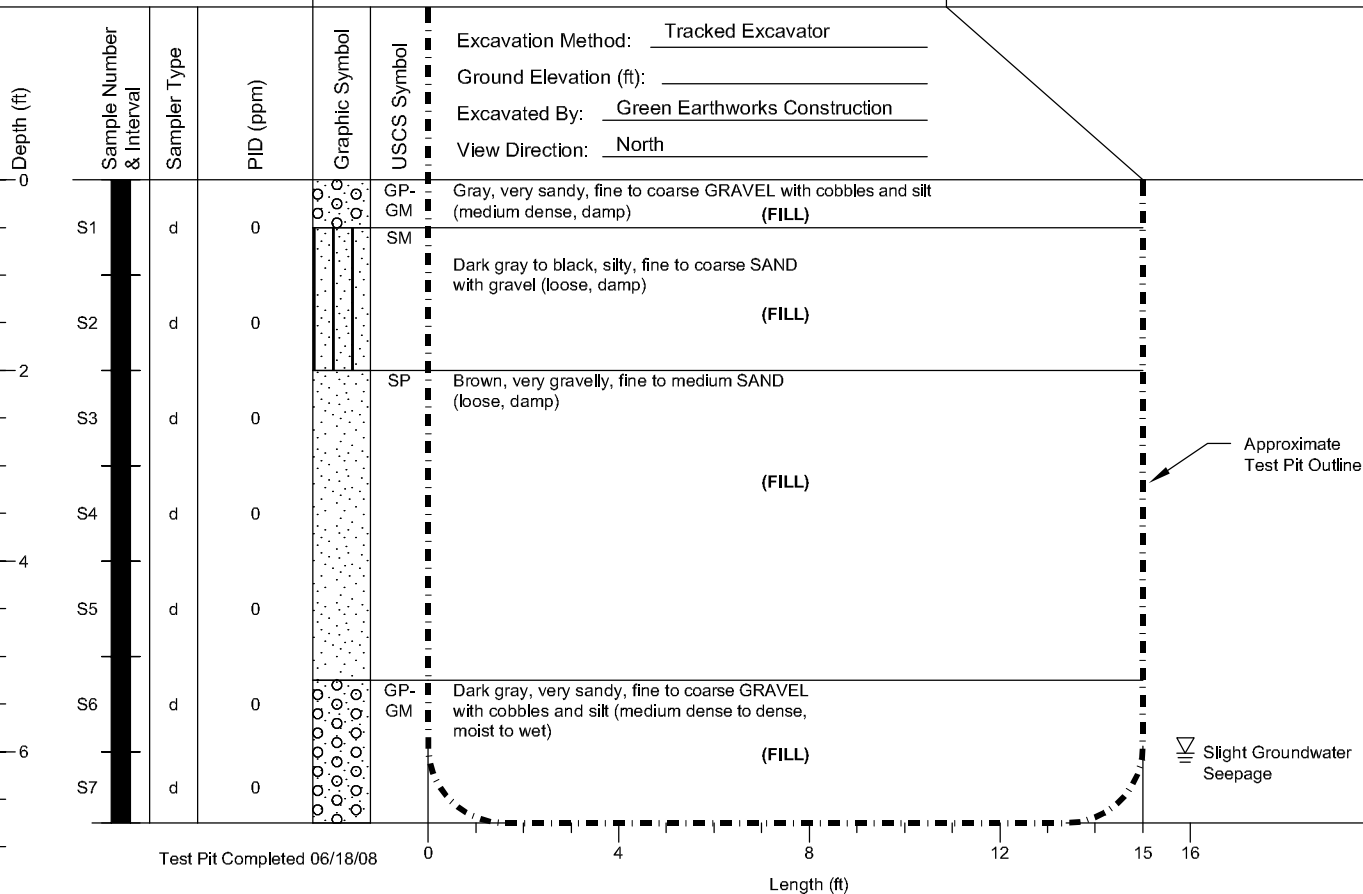 Depth (ft)
Sample Number
& Interval
Sampler Type
PID (ppm)
Graphic Symbol
USCS Symbol
Excavation Method: Tracked Excavator
Ground Elevation (ft):
Excavated By: Green Earthworks Construction
View Direction: North
0
GP-
GM
Gray, very sandy, fine to coarse GRAVEL with cobbles and silt
(medium dense, damp) (FILL)
S1 d 0
SM
Dark gray to black, silty, fine to coarse SAND
with gravel (loose, damp)
(FILL)
S2 d 0
2
SP
Brown, very gravelly, fine to medium SAND
(loose, damp)
S3 d 0
(FILL)
S4 d 0
4
S5 d 0
GP-
GM
Dark gray, very sandy, fine to coarse GRAVEL
with cobbles and silt (medium dense to dense,
moist to wet)
(FILL)
S6 d 0
6
S7 d 0
Approximate
Test Pit Outline
Slight Groundwater
Seepage
Test Pit Completed 06/18/08
0 4 8 12 15 16
Length (ft)